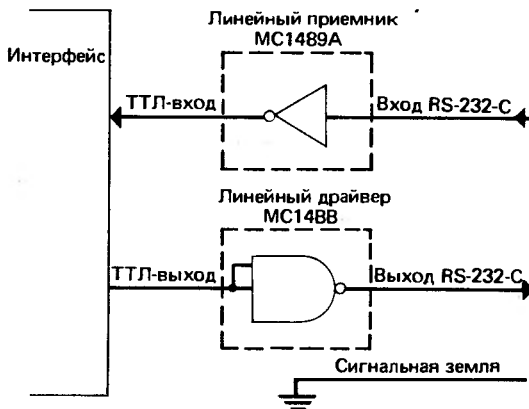 Линейный приемник
MC1489A
Интерфейс
ТТЛ-вход
Вход RS-232-C
Линейный драйвер
MC14BB
ТТЛ-выход
Выход RS-232-C
Сигнальная земля